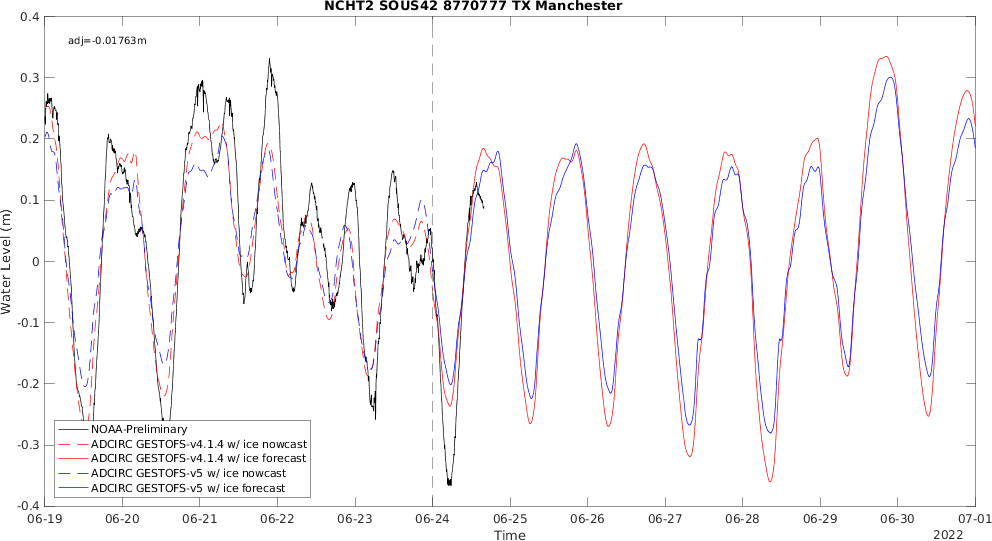 NCHT2 SOUS42 8770777 TX Manchester
adj=-0.01763m
0.4
0.3
0.2
0.1
0
-0.1
-0.2
-0.3
-0.4
Water Level (m)
NOAA-Preliminary
ADCIRC GESTOFS-v4.1.4 w/ ice nowcast
ADCIRC GESTOFS-v4.1.4 w/ ice forecast
ADCIRC GESTOFS-v5 w/ ice nowcast
ADCIRC GESTOFS-v5 w/ ice forecast
06-19 06-20 06-21 06-22 06-23 06-24 06-25 06-26 06-27 06-28 06-29 06-30 07-01
Time
2022